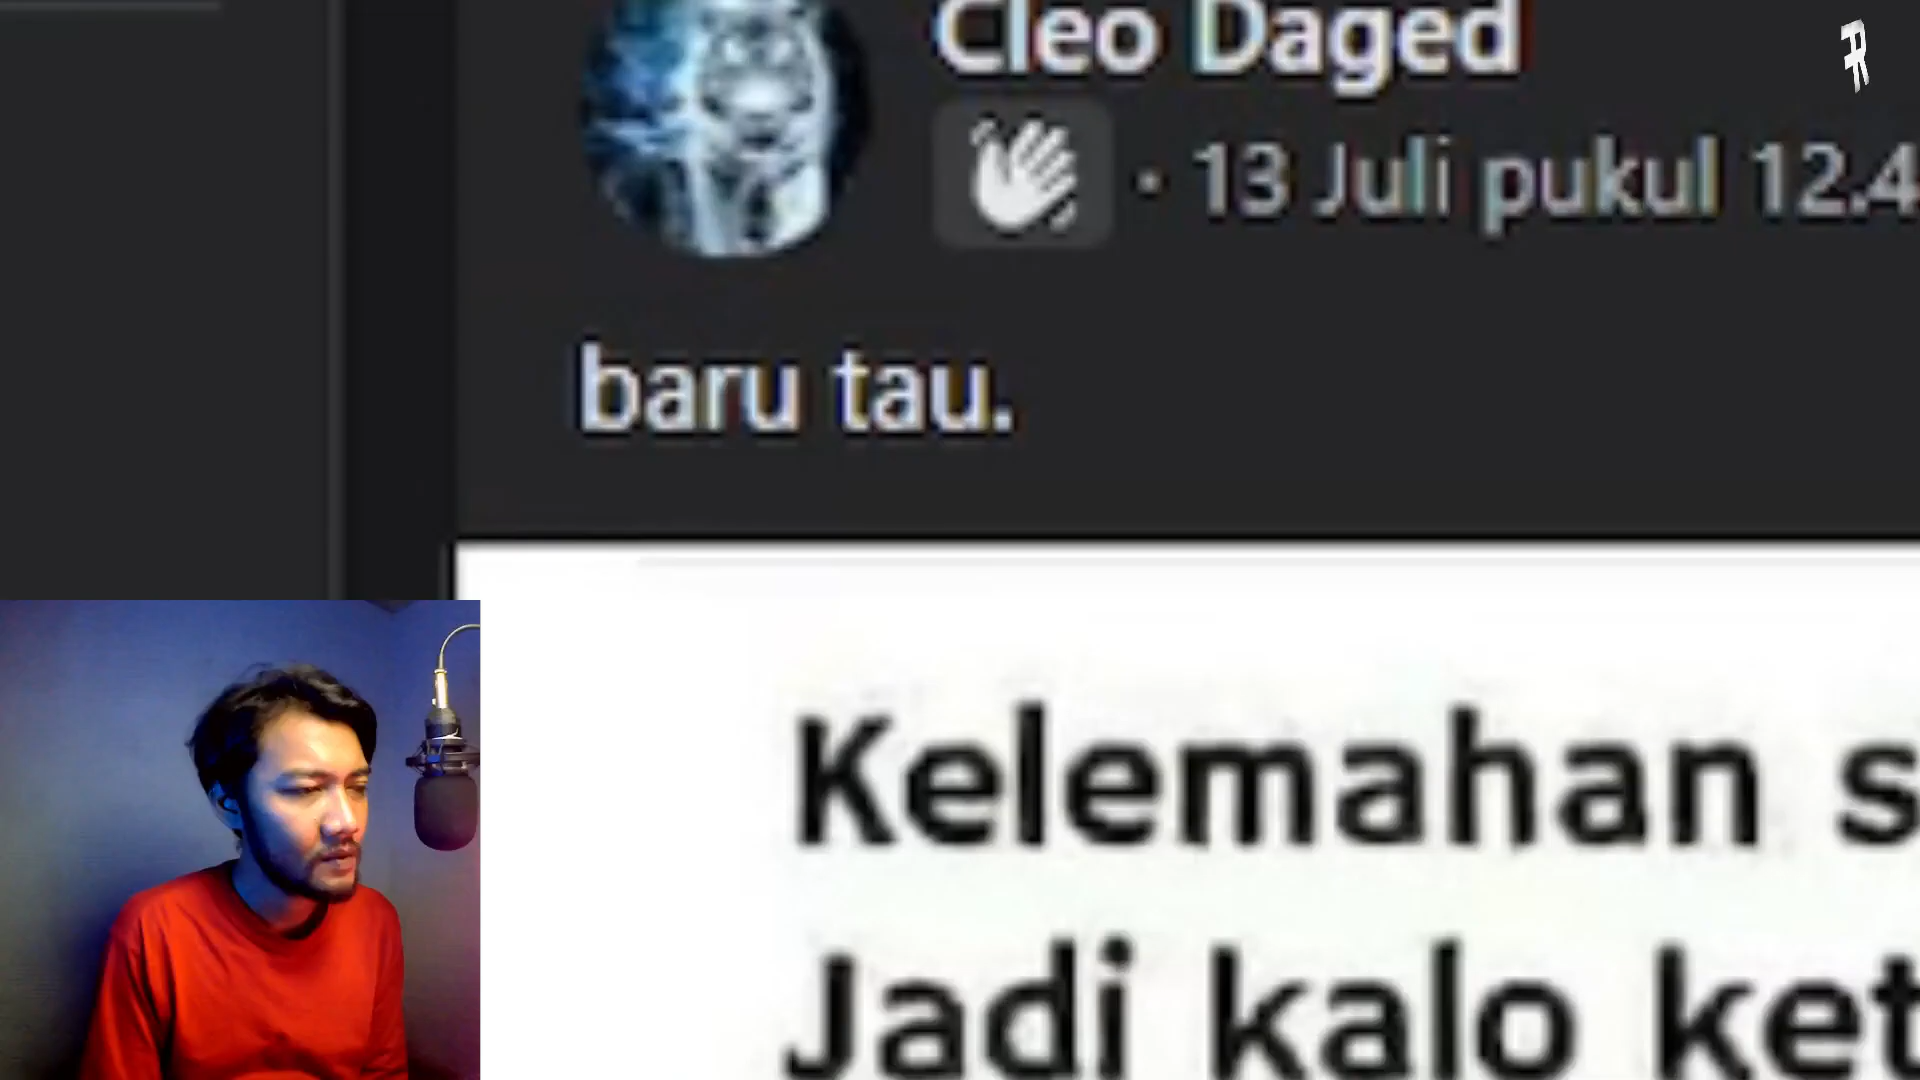 Cleo Daged
· 13 Juli pukul 12.4
baru tau.
Kelemahan s
Jadi kalo ket